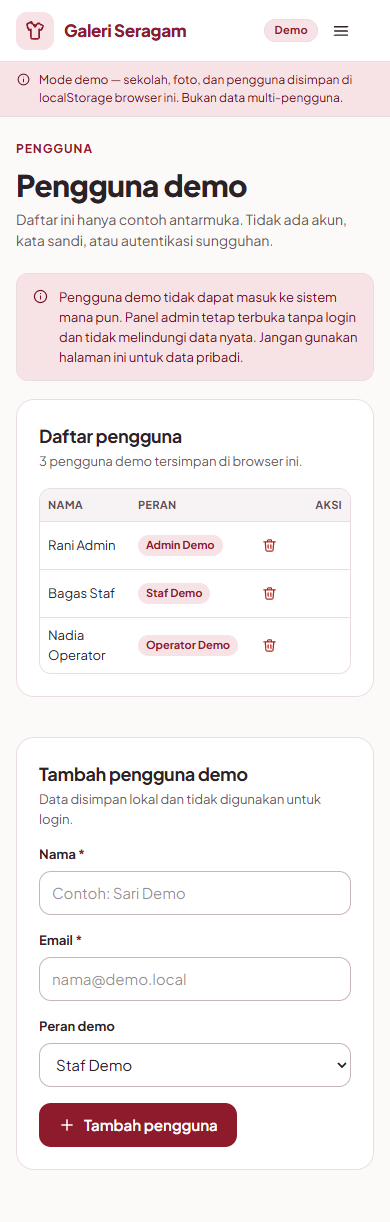 Galeri Seragam
Demo
Mode demo — sekolah, foto, dan pengguna disimpan di
localStorage browser ini. Bukan data multi-pengguna.
PENGGUNA
Pengguna demo
Daftar ini hanya contoh antarmuka. Tidak ada akun,
kata sandi, atau autentikasi sungguhan.
Pengguna demo tidak dapat masuk ke sistem
mana pun. Panel admin tetap terbuka tanpa login
dan tidak melindungi data nyata. Jangan gunakan
halaman ini untuk data pribadi.
Daftar pengguna
3 pengguna demo tersimpan di browser ini.
NAMA PERAN AKSI
Rani Admin Admin Demo
Bagas Staf Staf Demo
Nadia
Operator Operator Demo
Tambah pengguna demo
Data disimpan lokal dan tidak digunakan untuk
login.
Nama *
Contoh: Sari Demo
Email *
nama@demo.local
Peran demo
Staf Demo
Tambah pengguna